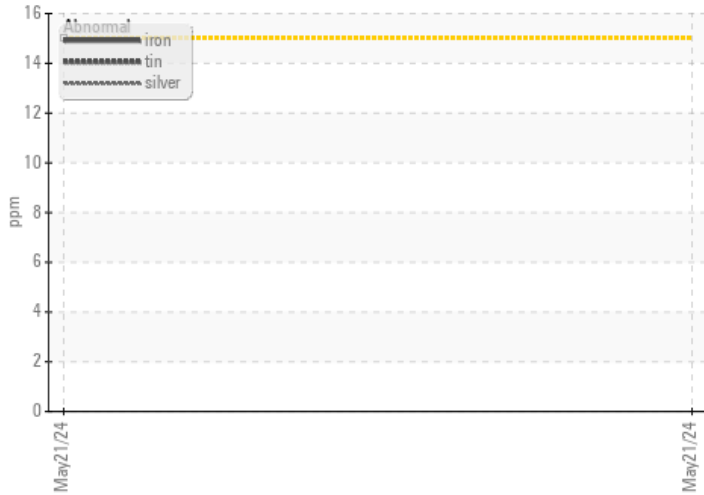 16
14
12
10
8
6
4
2
0
ppm
Abnormal
iron
tin
silver
May21/24
May21/24